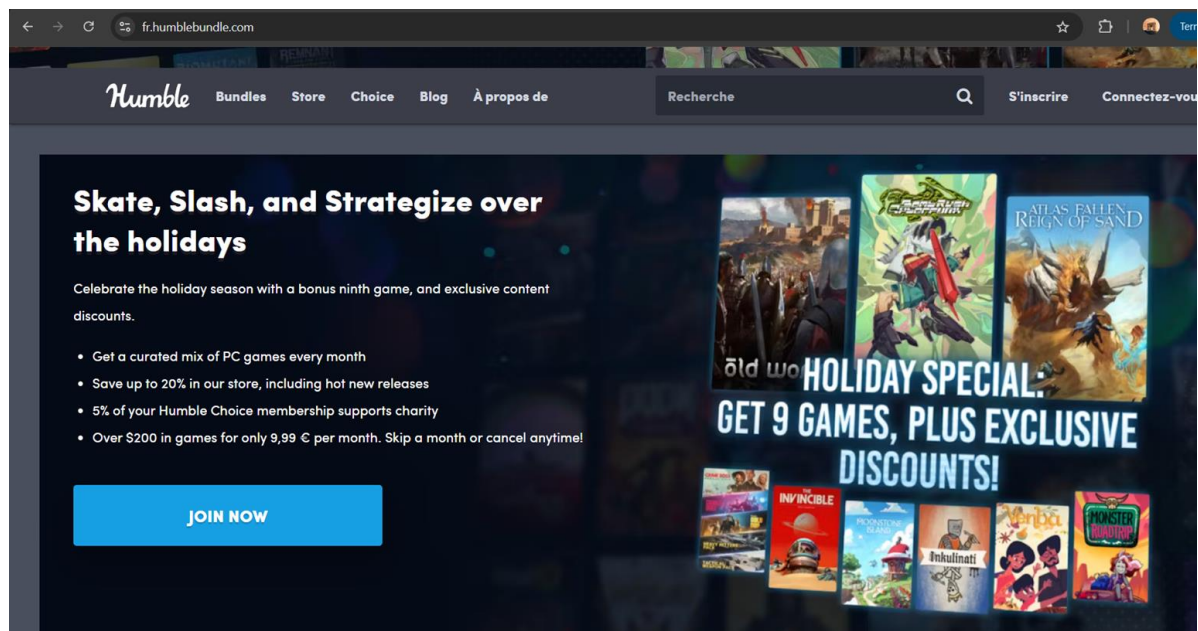 fr.humblebundle.com
Humble Bundles Store Choice Blog À propos de Recherche S'inscrire
Skate, Slash, and Strategize over
the holidays
Celebrate the holiday season with a bonus ninth game, and exclusive content
discounts.
• Get a curated mix of PC games every month
• Save up to 20% in our store, including hot new releases
• 5% of your Humble Choice membership supports charity
• Over $200 in games for only 9,99 € per month. Skip a month or cancel anytime!
JOIN NOW
ATLAS FALLEN
REIGN OF SAND
HOLIDAY SPECIAL:
GET 9 GAMES, PLUS EXCLUSIVE
DISCOUNTS!
THE
INVINCIBLE
MOONSTONE
ISLAND
Inkulinati
Venba
MONSTER
ROADTRIP